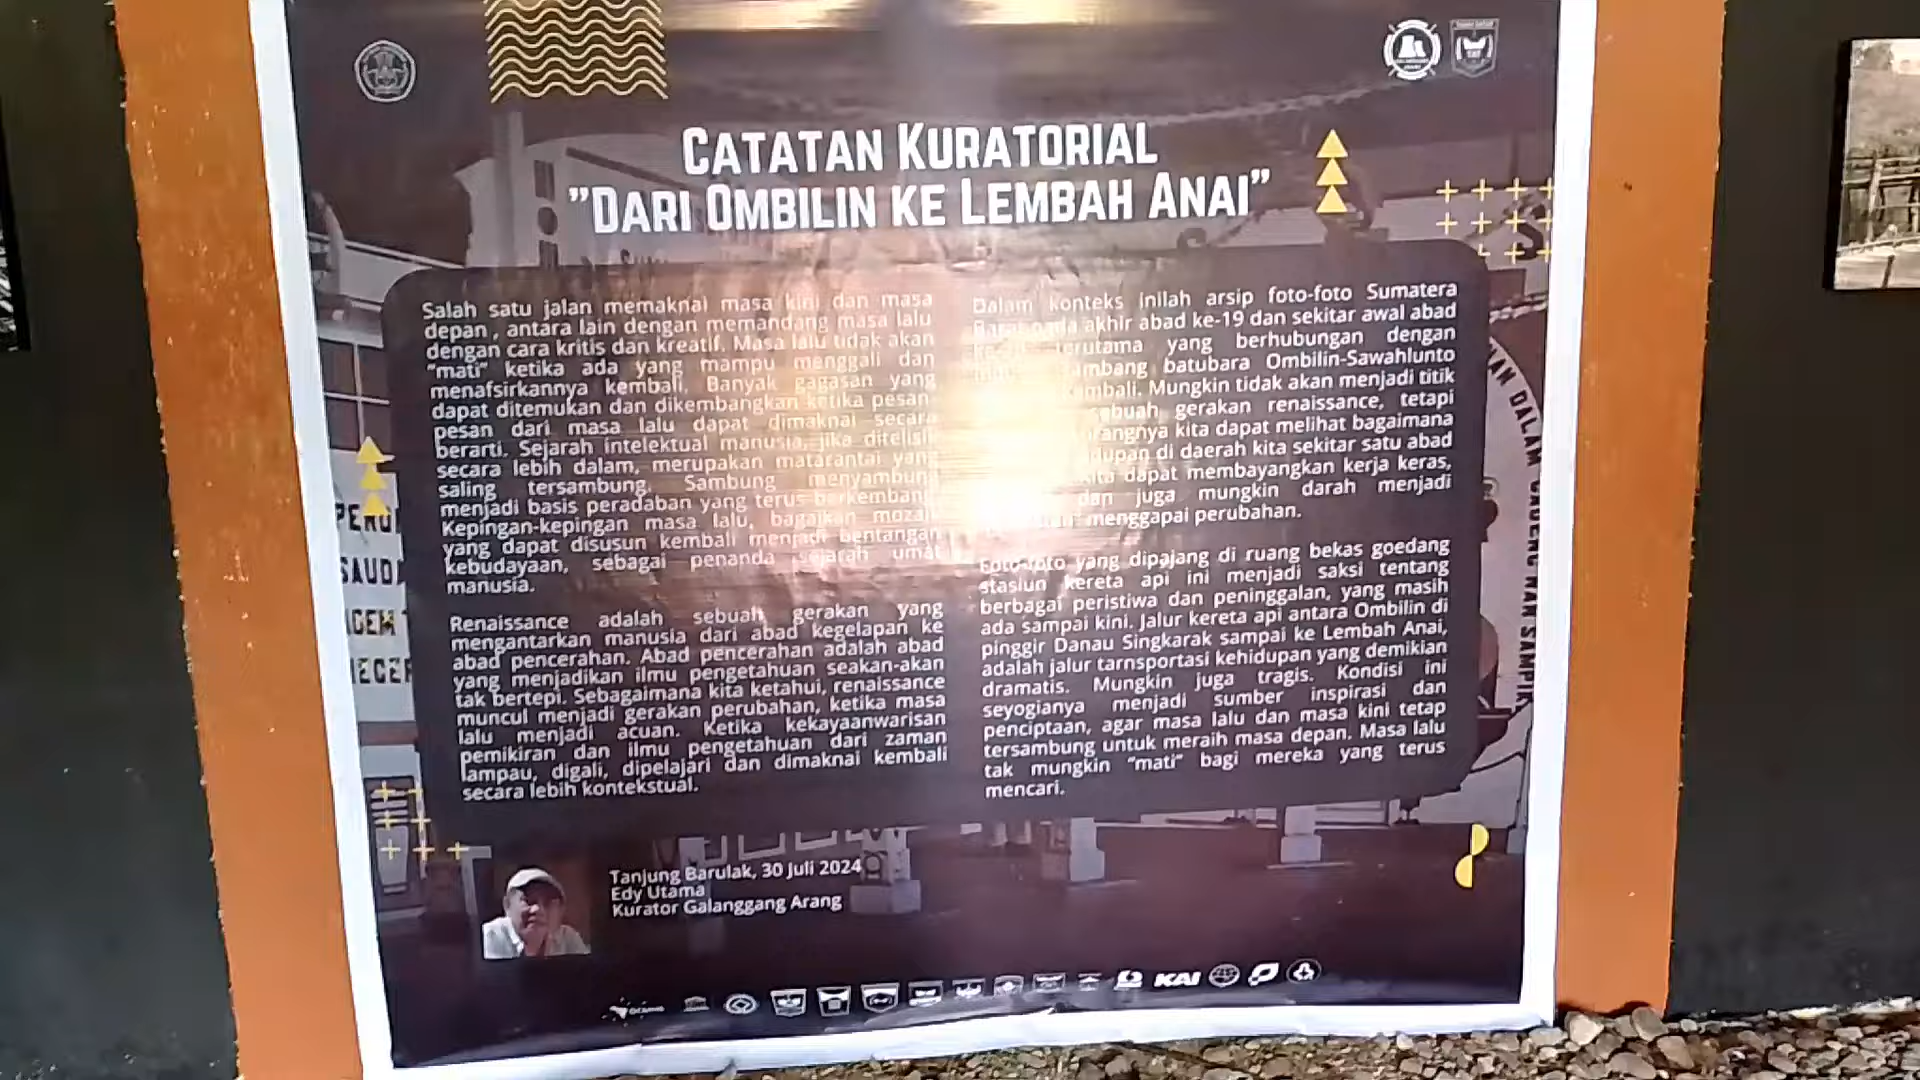 CATATAN KURATORIAL
"DARI OMBILIN KE LEMBAH ANAI"
Salah satu jalan memaknai masa kini dan masa
depan , antara lain dengan memandang masa lalu
dengan cara kritis dan kreatif. Masa lalu tidak akan
"mati" ketika ada yang mampu menggali dan
menafsirkannya kembali. Banyak gagasan yang
dapat ditemukan dan dikembangkan ketika pesan
pesan dari masa lalu dapat dimaknai secara
berarti. Sejarah intelektual manusia, jika ditelisik
secara lebih dalam, merupakan matarantai yang
saling tersambung. Sambung menyambung
menjadi basis peradaban yang terus berkembang
Kepingan-kepingan masa lalu, bagaikan mozaik
yang dapat disusun kembali menjadi bentangan
kebudayaan, sebagai penanda sejarah umat
manusia.
Renaissance adalah sebuah gerakan yang
mengantarkan manusia dari abad kegelapan ke
abad pencerahan. Abad pencerahan adalah abad
yang menjadikan ilmu pengetahuan seakan-akan
tak bertepi. Sebagaimana kita ketahui, renaissance
muncul menjadi gerakan perubahan, ketika masa
lalu menjadi acuan. Ketika kekayaanwarisan
pemikiran dan ilmu pengetahuan dari zaman
lampau, digali, dipelajari dan dimaknai kembali
secara lebih kontekstual.
Dalam konteks inilah arsip foto-foto Sumatera
Barat pada akhir abad ke-19 dan sekitar awal abad
terutama yang berhubungan dengan
tambang batubara Ombilin-Sawahlunto
kembali. Mungkin tidak akan menjadi titik
sebuah gerakan renaissance, tetapi
kita dapat melihat bagaimana
di daerah kita sekitar satu abad
kita dapat membayangkan kerja keras,
dan juga mungkin darah menjadi
menggapai perubahan.
Foto-foto yang dipajang di ruang bekas goedang
stasiun kereta api ini menjadi saksi tentang
berbagai peristiwa dan peninggalan, yang masih
ada sampai kini. Jalur kereta api antara Ombilin di
pinggir Danau Singkarak sampai ke Lembah Anai,
adalah jalur tarnsportasi kehidupan yang demikian
dramatis. Mungkin juga tragis. Kondisi ini
seyogianya menjadi sumber inspirasi dan
penciptaan, agar masa lalu dan masa kini tetap
tersambung untuk meraih masa depan. Masa lalu
tak mungkin "mati" bagi mereka yang terus
mencari.
Tanjung Barulak, 30 Juli 2024
Edy Utama
Kurator Galanggang Arang
KAI